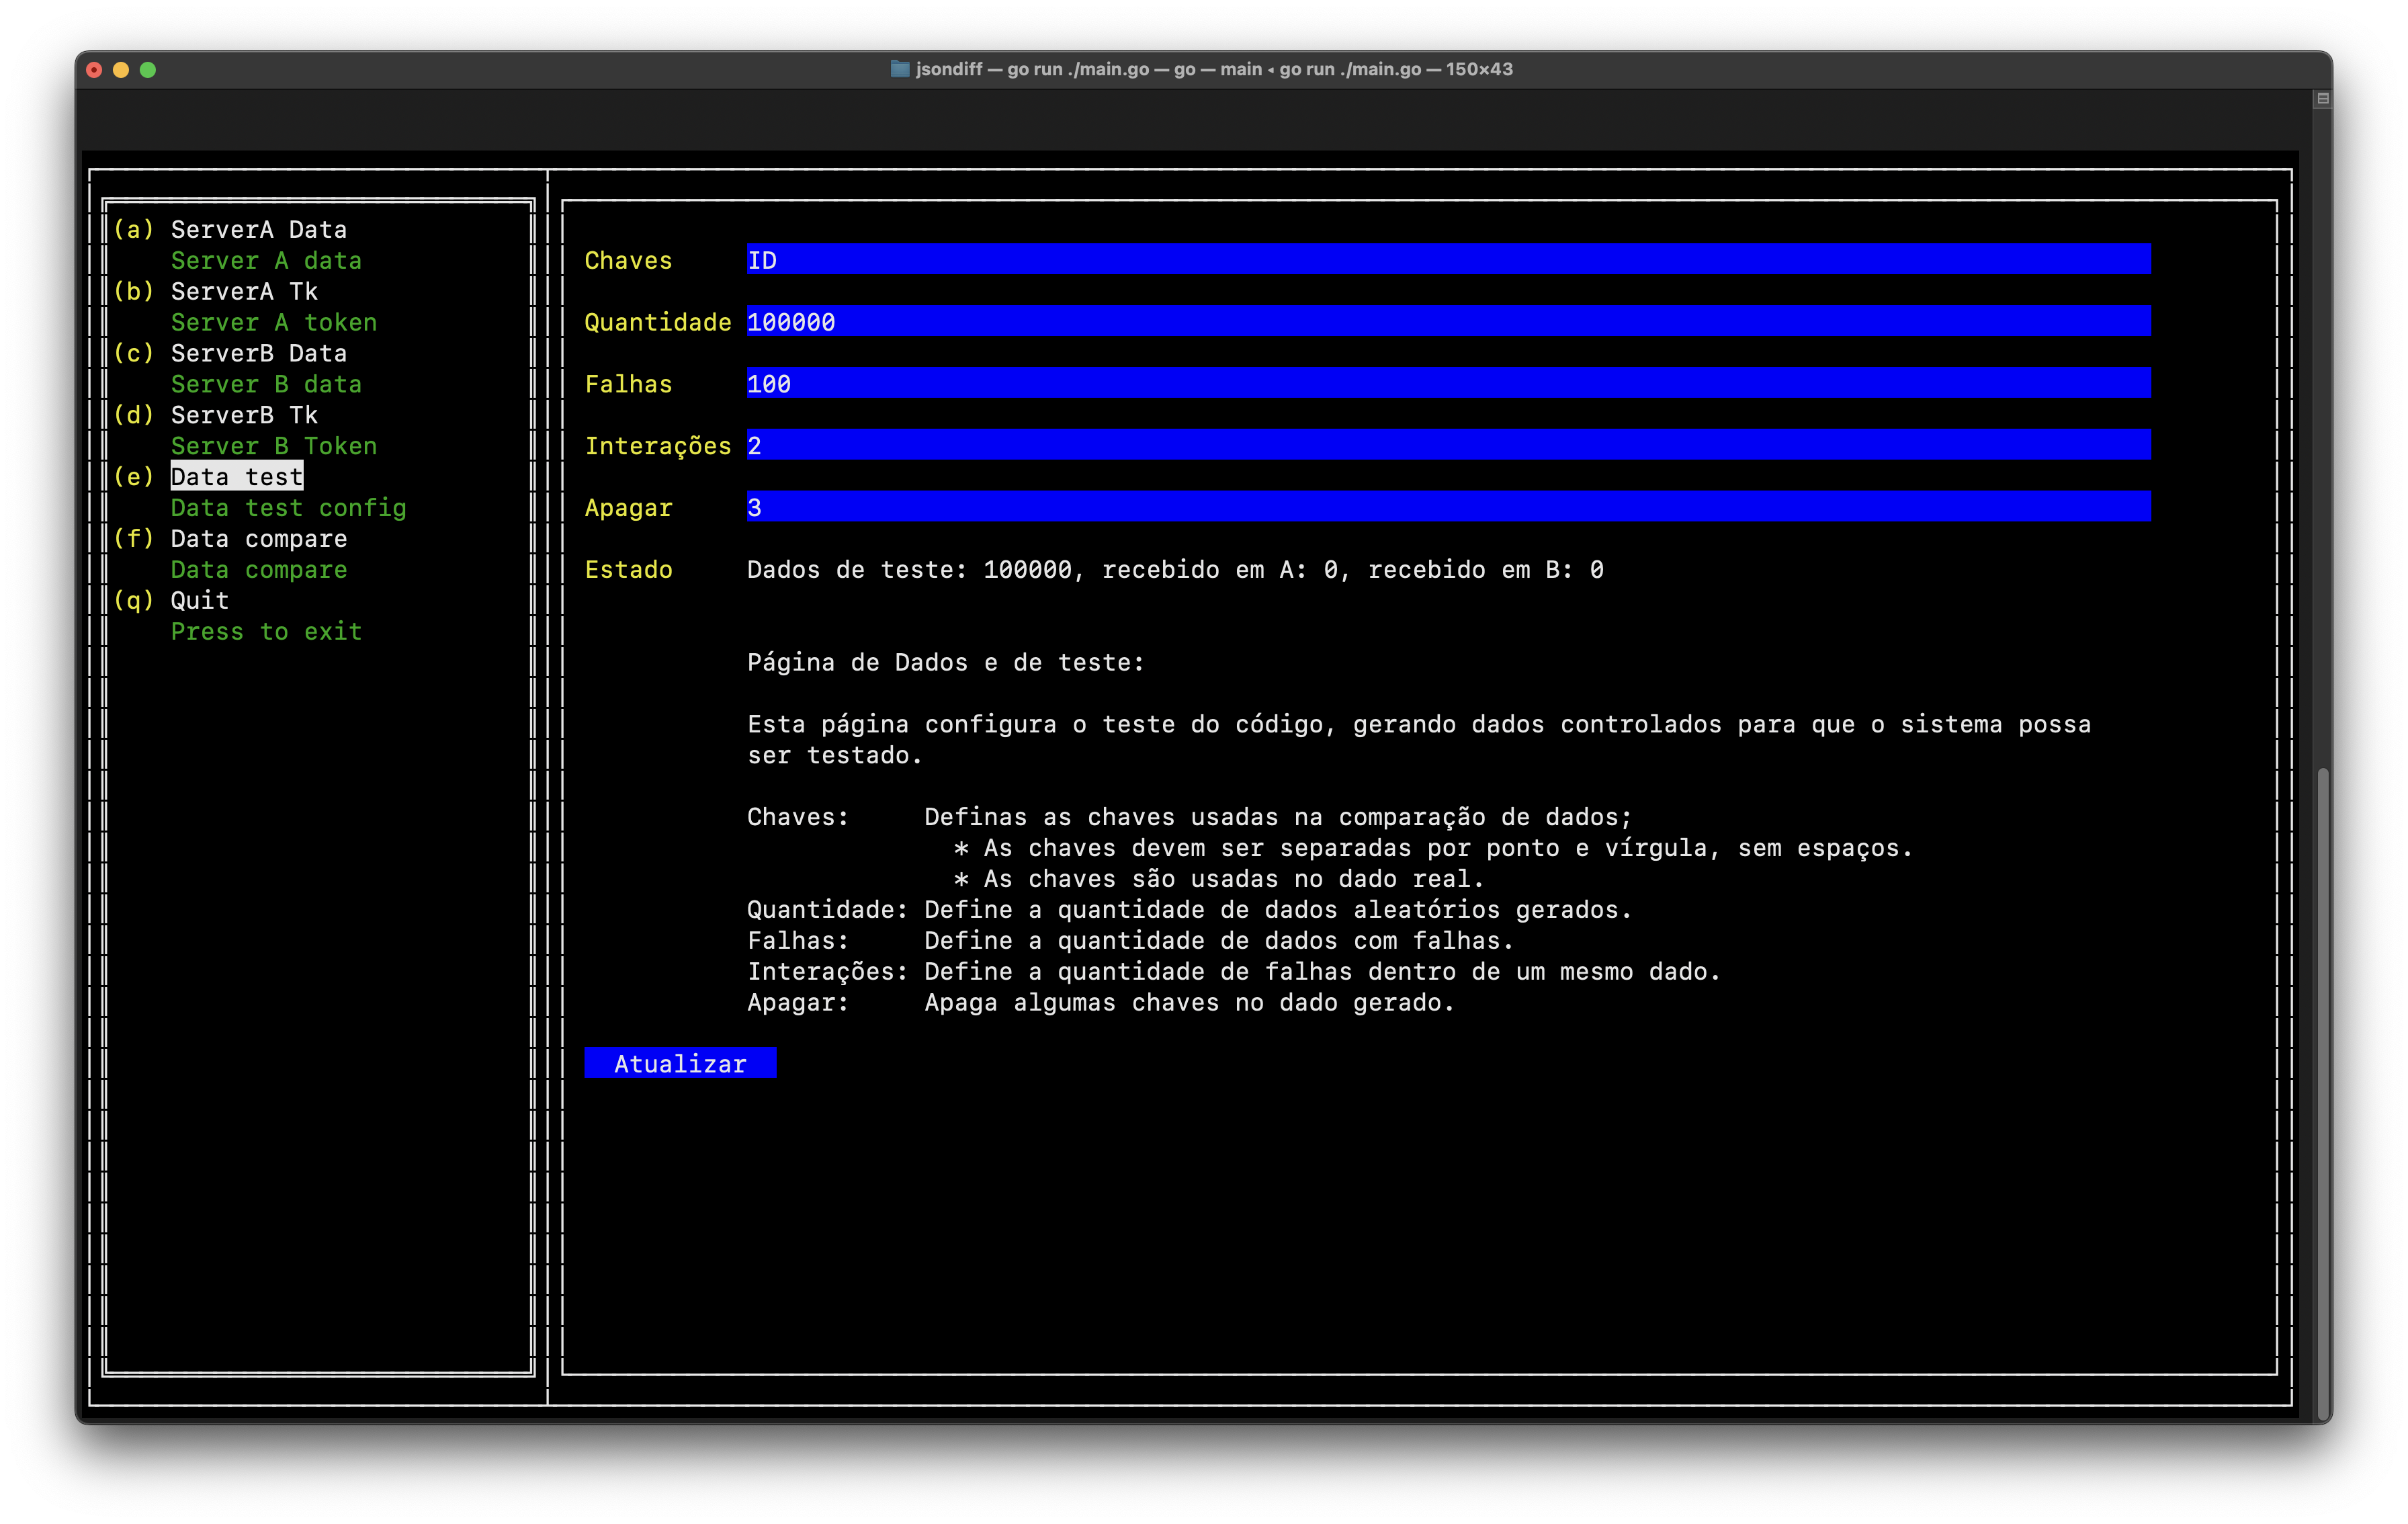 jsondiff — go run ./main.go — go — main ◂ go run ./main.go — 150×43
(a) ServerA Data
Server A data
(b) ServerA Tk
Server A token
(c) ServerB Data
Server B data
(d) ServerB Tk
Server B Token
(e) Data test
Data test config
(f) Data compare
Data compare
(q) Quit
Press to exit
Chaves ID
Quantidade 100000
Falhas 100
Interações 2
Apagar 3
Estado Dados de teste: 100000, recebido em A: 0, recebido em B: 0
Página de Dados e de teste:
Esta página configura o teste do código, gerando dados controlados para que o sistema possa
ser testado.
Chaves: Definas as chaves usadas na comparação de dados;
* As chaves devem ser separadas por ponto e vírgula, sem espaços.
* As chaves são usadas no dado real.
Quantidade: Define a quantidade de dados aleatórios gerados.
Falhas: Define a quantidade de dados com falhas.
Interações: Define a quantidade de falhas dentro de um mesmo dado.
Apagar: Apaga algumas chaves no dado gerado.
Atualizar